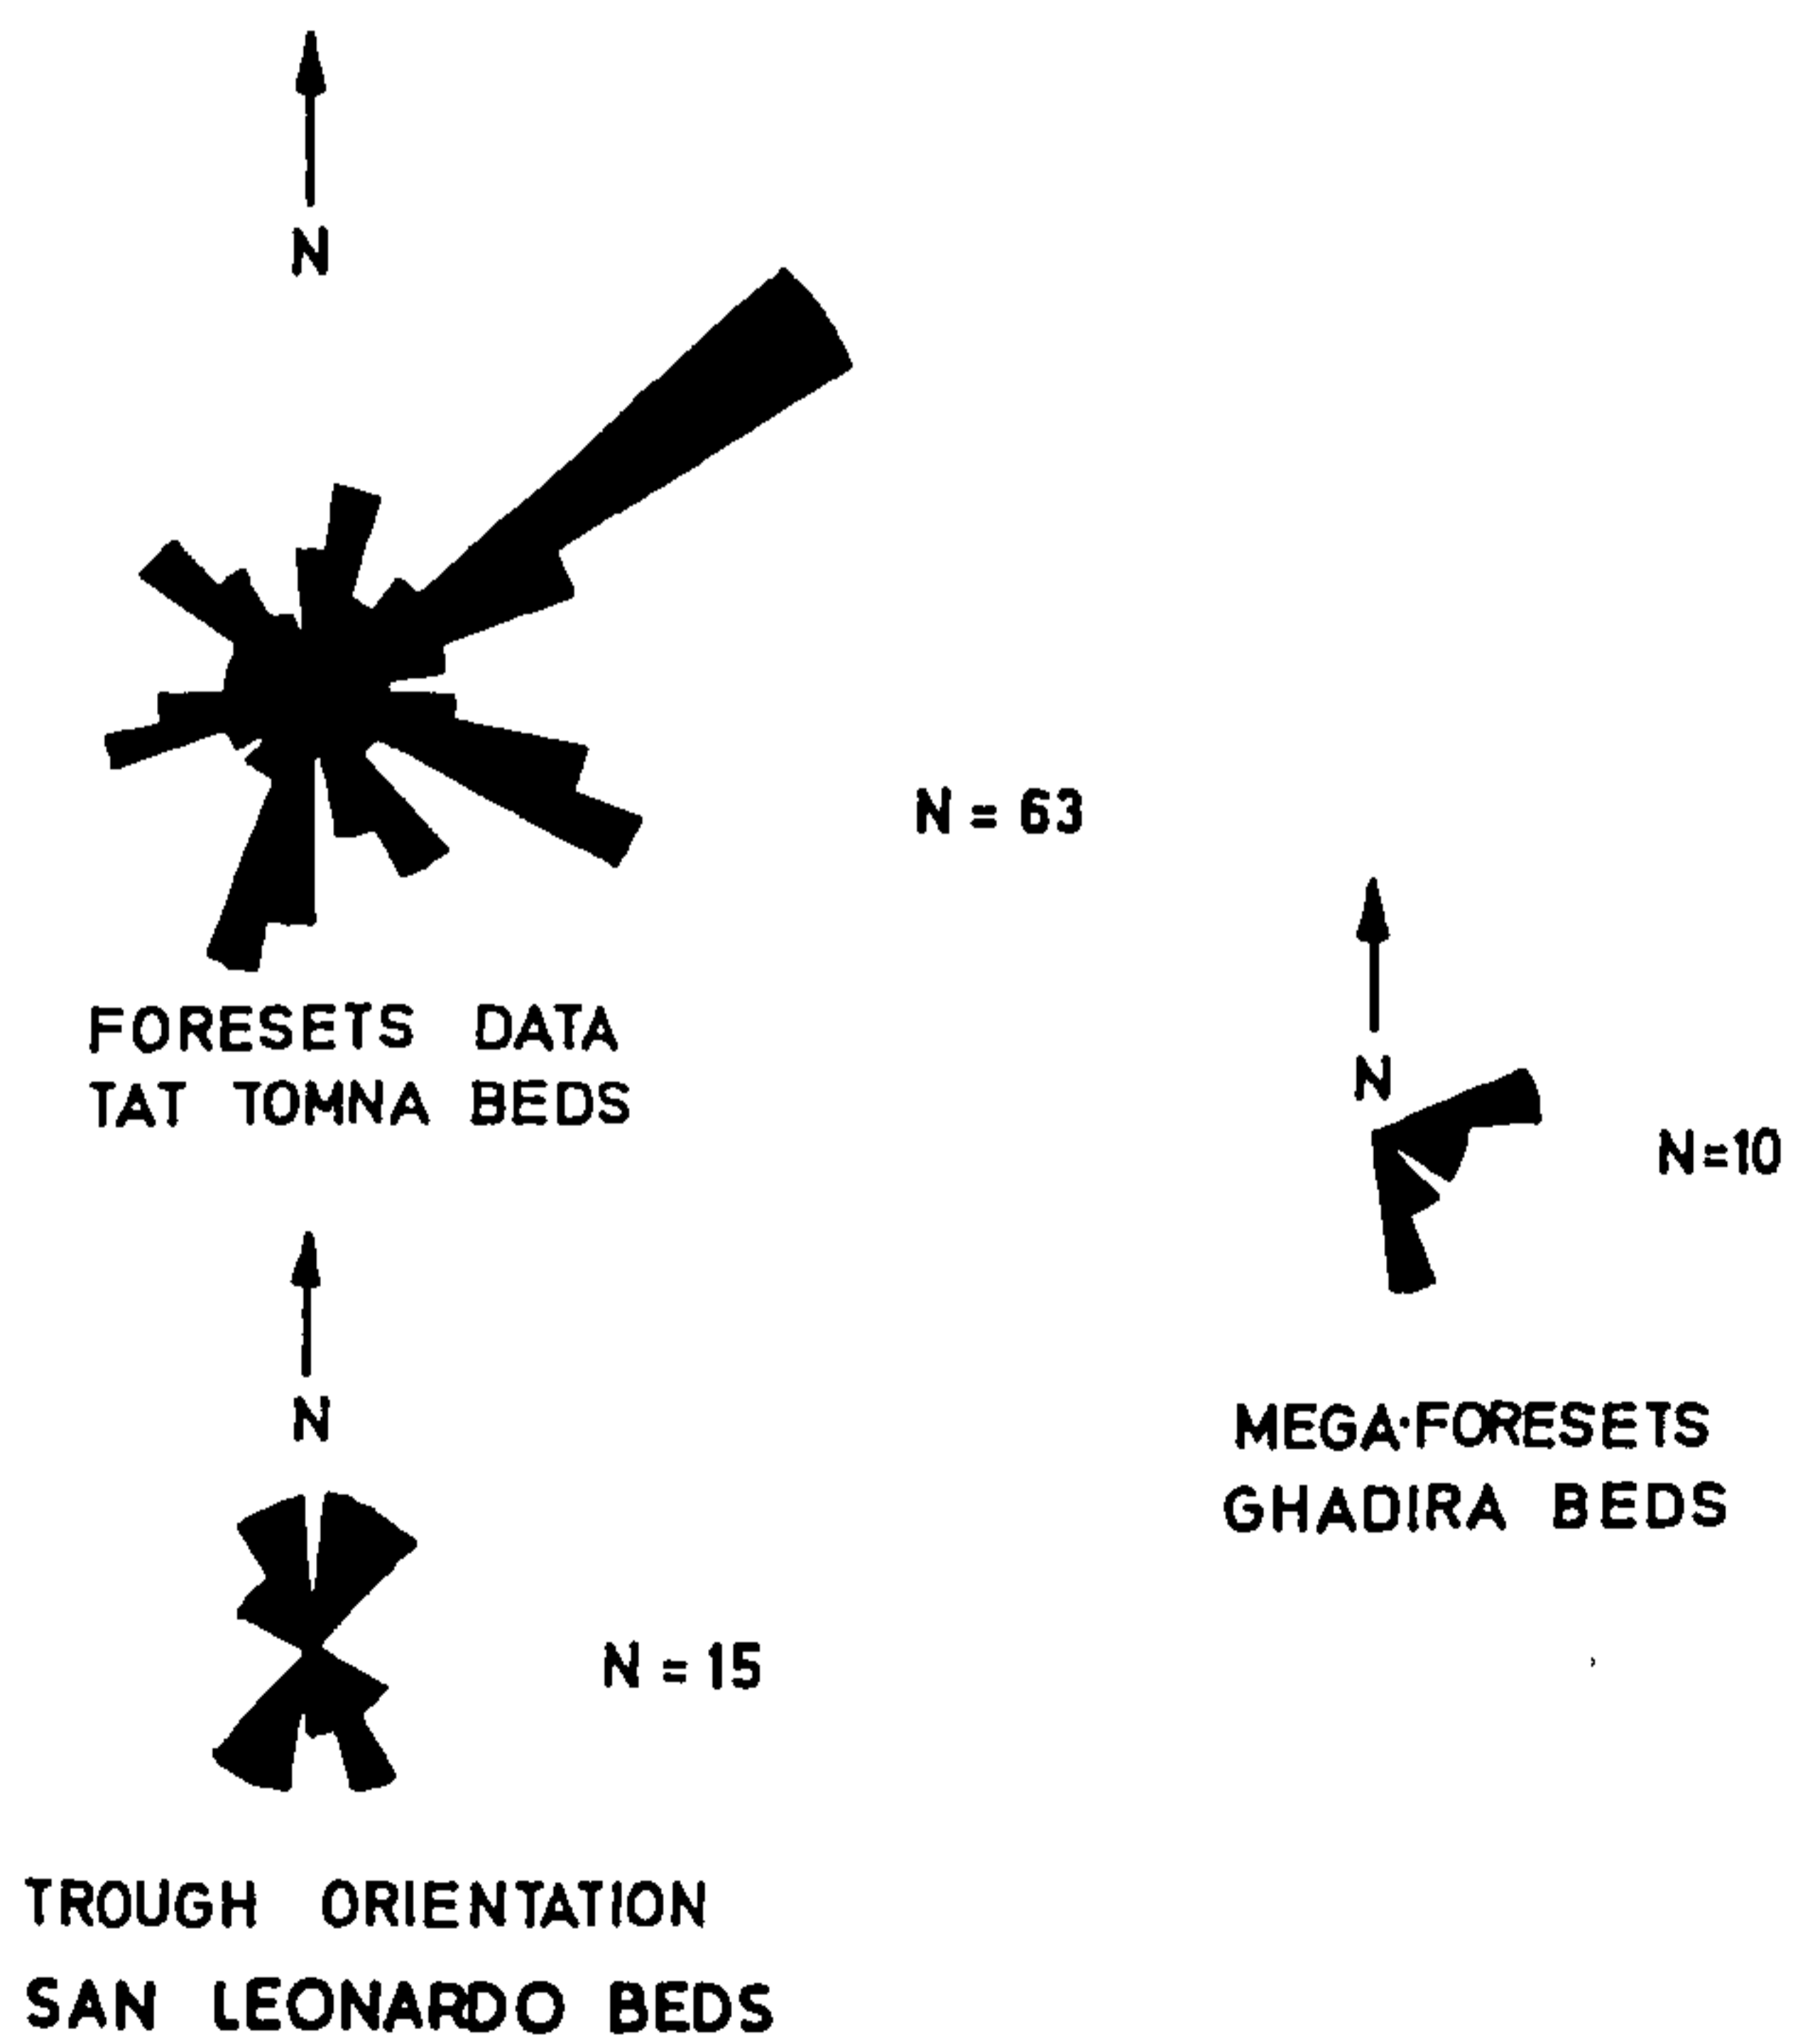 N
N = 63
FORESETS DATA
TAT TOMNA BEDS
N
N=10
MEGA·FORESETS
GHADIRA BEDS
N
N = 15
TROUGH ORIENTATION
SAN LEONARDO BEDS